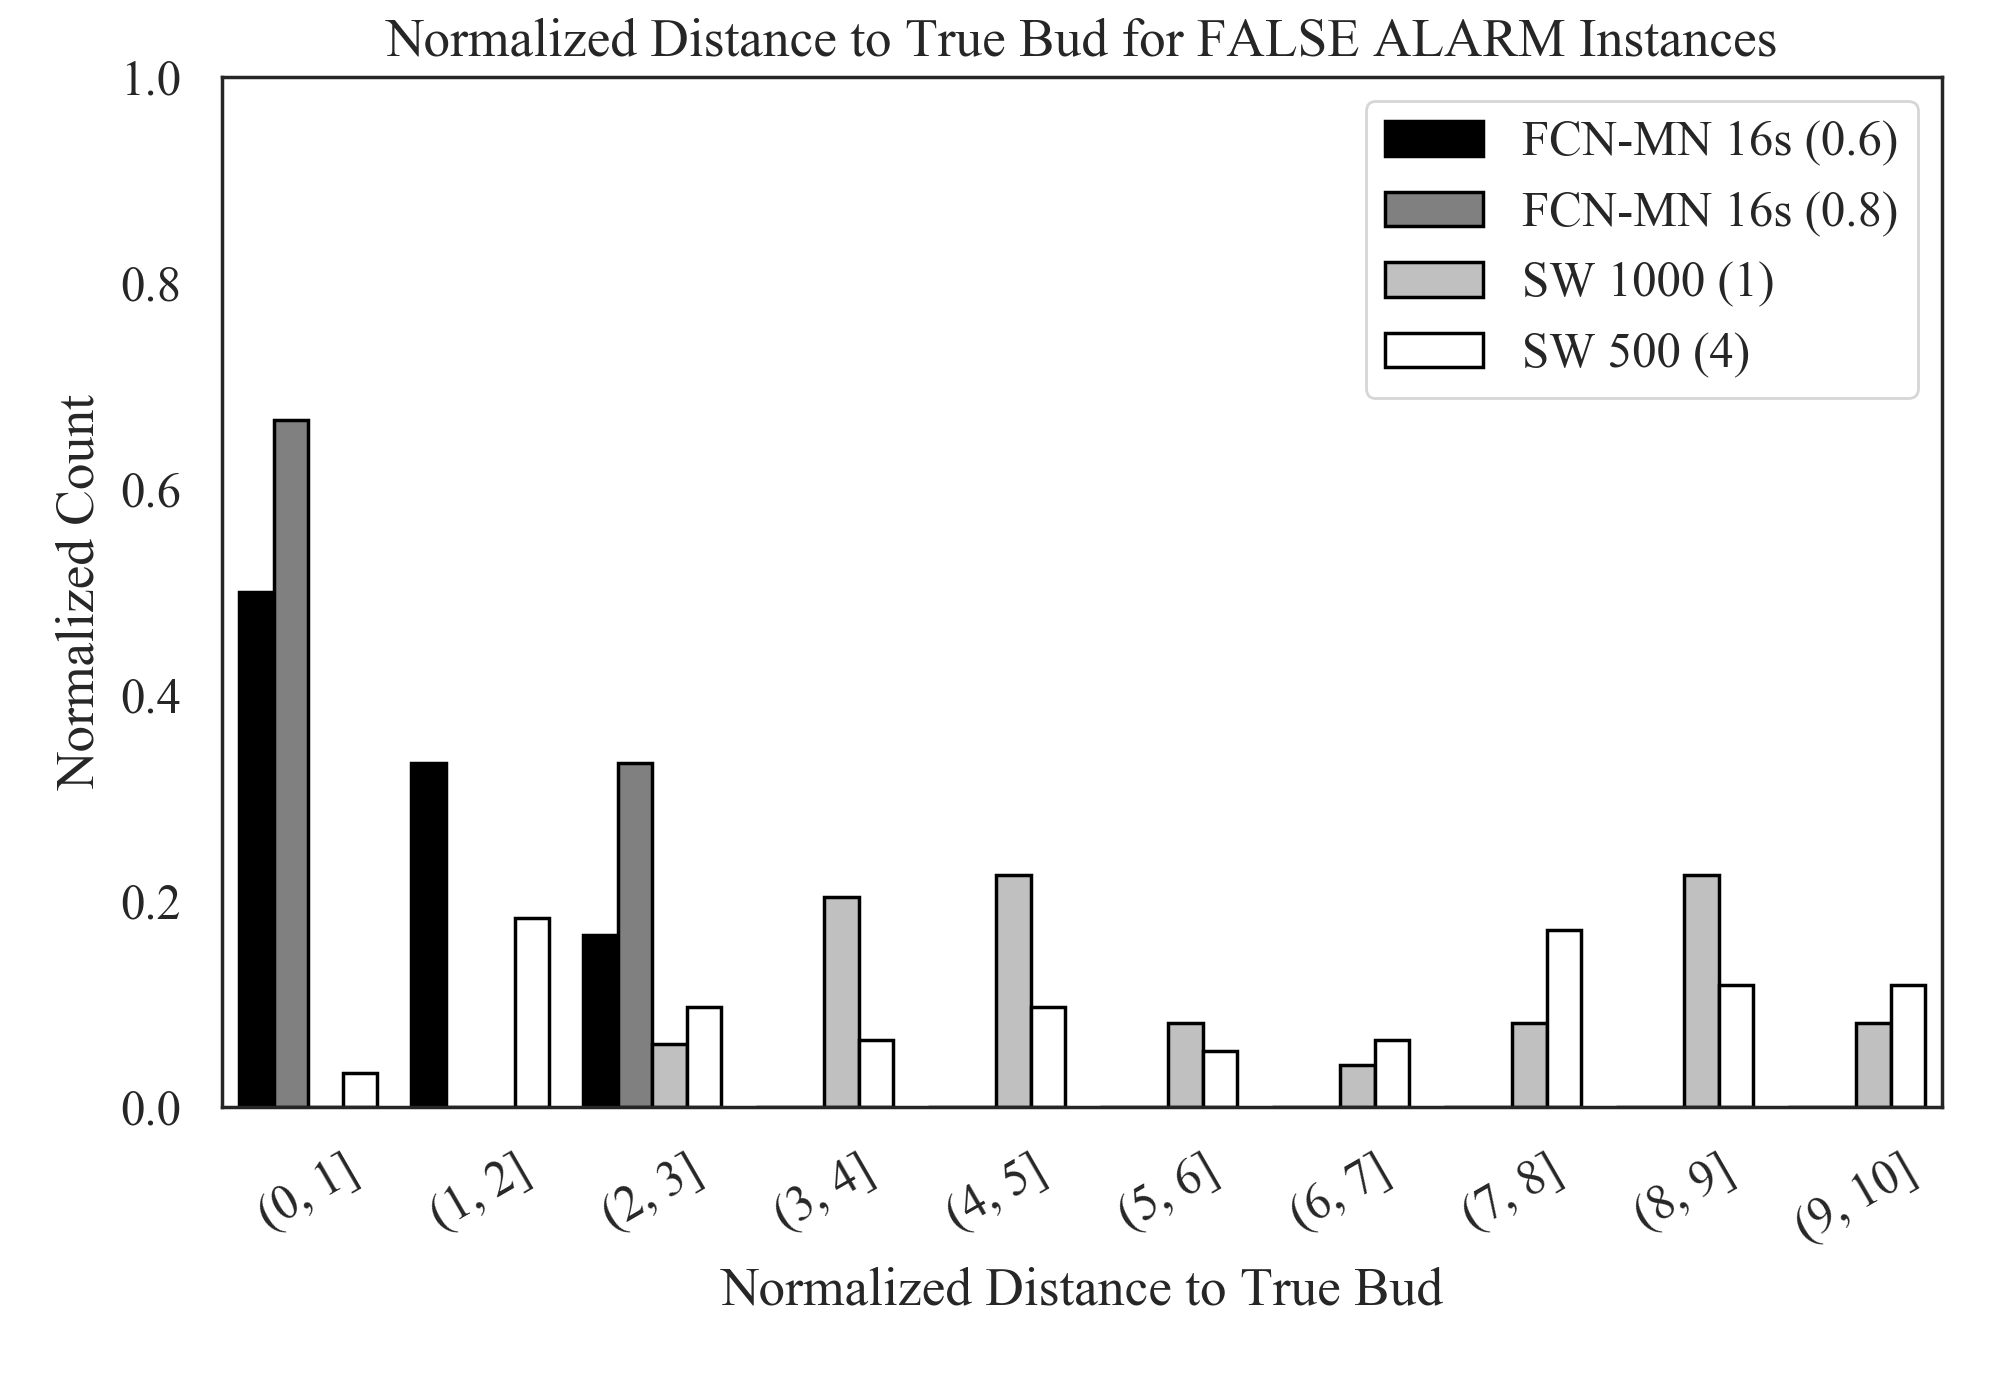 Normalized Distance to True Bud for FALSE ALARM Instances
1.0
0.8
0.6
0.4
0.2
0.0
Normalized Count
FCN-MN 16s (0.6)
FCN-MN 16s (0.8)
SW 1000 (1)
SW 500 (4)
(0, 1]
(1, 2]
(2, 3]
(3, 4]
(4, 5]
(5, 6]
(6, 7]
(7, 8]
(8, 9]
(9, 10]
Normalized Distance to True Bud